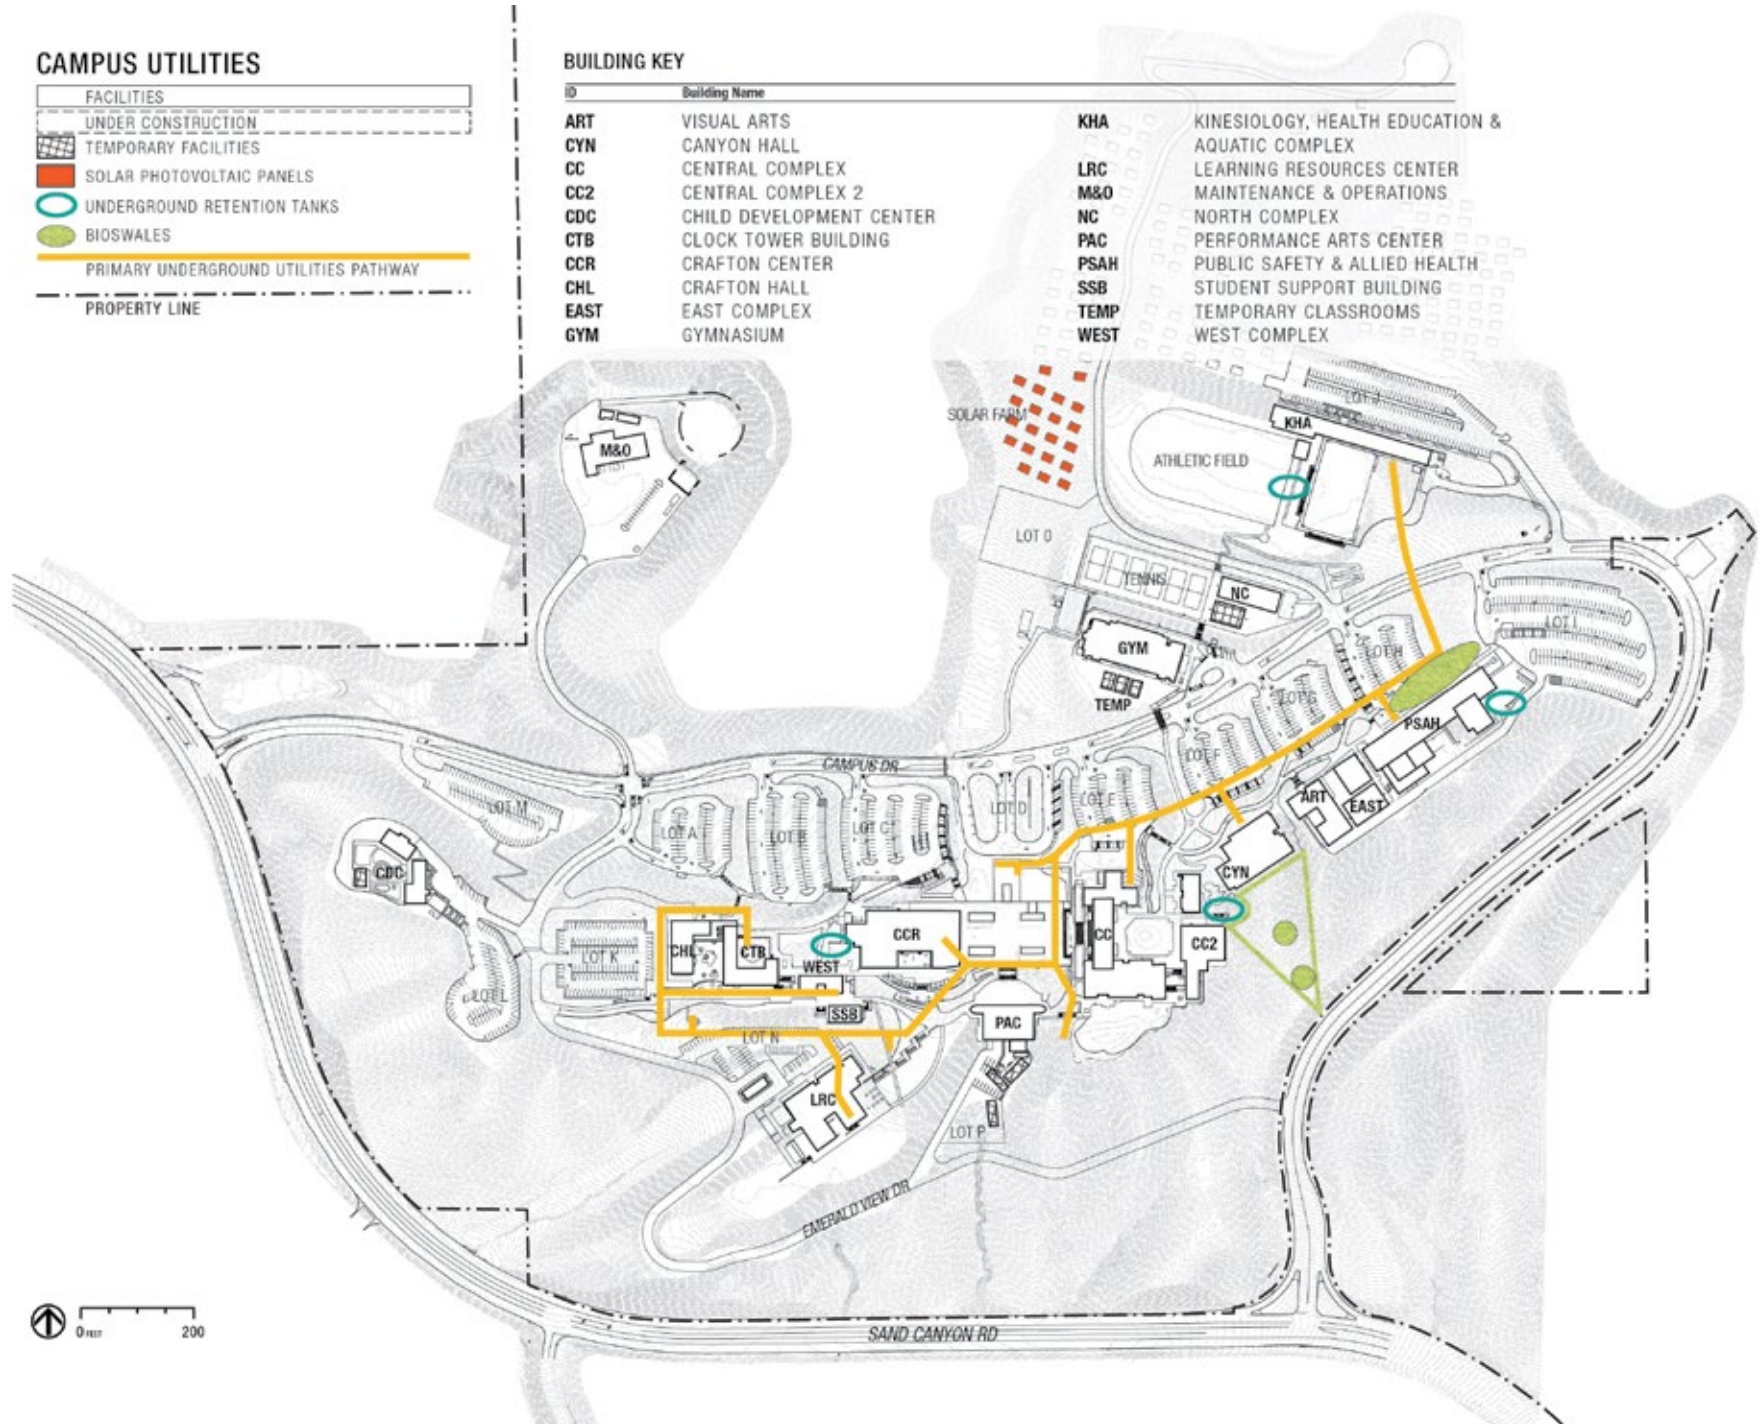 CAMPUS UTILITIES
FACILITIES
UNDER CONSTRUCTION
TEMPORARY FACILITIES
SOLAR PHOTOVOLTAIC PANELS
UNDERGROUND RETENTION TANKS
BIOSWALES
PRIMARY UNDERGROUND UTILITIES PATHWAY
PROPERTY LINE
BUILDING KEY
ID Building Name
ART VISUAL ARTS
CYN CANYON HALL
CC CENTRAL COMPLEX
CC2 CENTRAL COMPLEX 2
CDC CHILD DEVELOPMENT CENTER
CTB CLOCK TOWER BUILDING
CCR CRAFTON CENTER
CHL CRAFTON HALL
EAST EAST COMPLEX
GYM GYMNASIUM
KHA KINESIOLOGY, HEALTH EDUCATION &
AQUATIC COMPLEX
LRC LEARNING RESOURCES CENTER
M&O MAINTENANCE & OPERATIONS
NC NORTH COMPLEX
PAC PERFORMANCE ARTS CENTER
PSAH PUBLIC SAFETY & ALLIED HEALTH
SSB STUDENT SUPPORT BUILDING
TEMP TEMPORARY CLASSROOMS
WEST WEST COMPLEX
LOT J
SOLAR FARM
KHA
M&O
ATHLETIC FIELD
LOT O
TENNIS
NC
LOT I
GYM
LOT H
LOT G
TEMP
PSAH
LOT F
CAMPUS DR
ART
EAST
LOT M
LOT A
LOT B
LOT C
LOT D
LOT E
CDC
CYN
CHL
CTB
CCR
CC
CC2
LOT K
WEST
LOT L
SSB
LOT N
PAC
LRC
LOT P
EMERALD VIEW DR
0 FEET 200
SAND CANYON RD